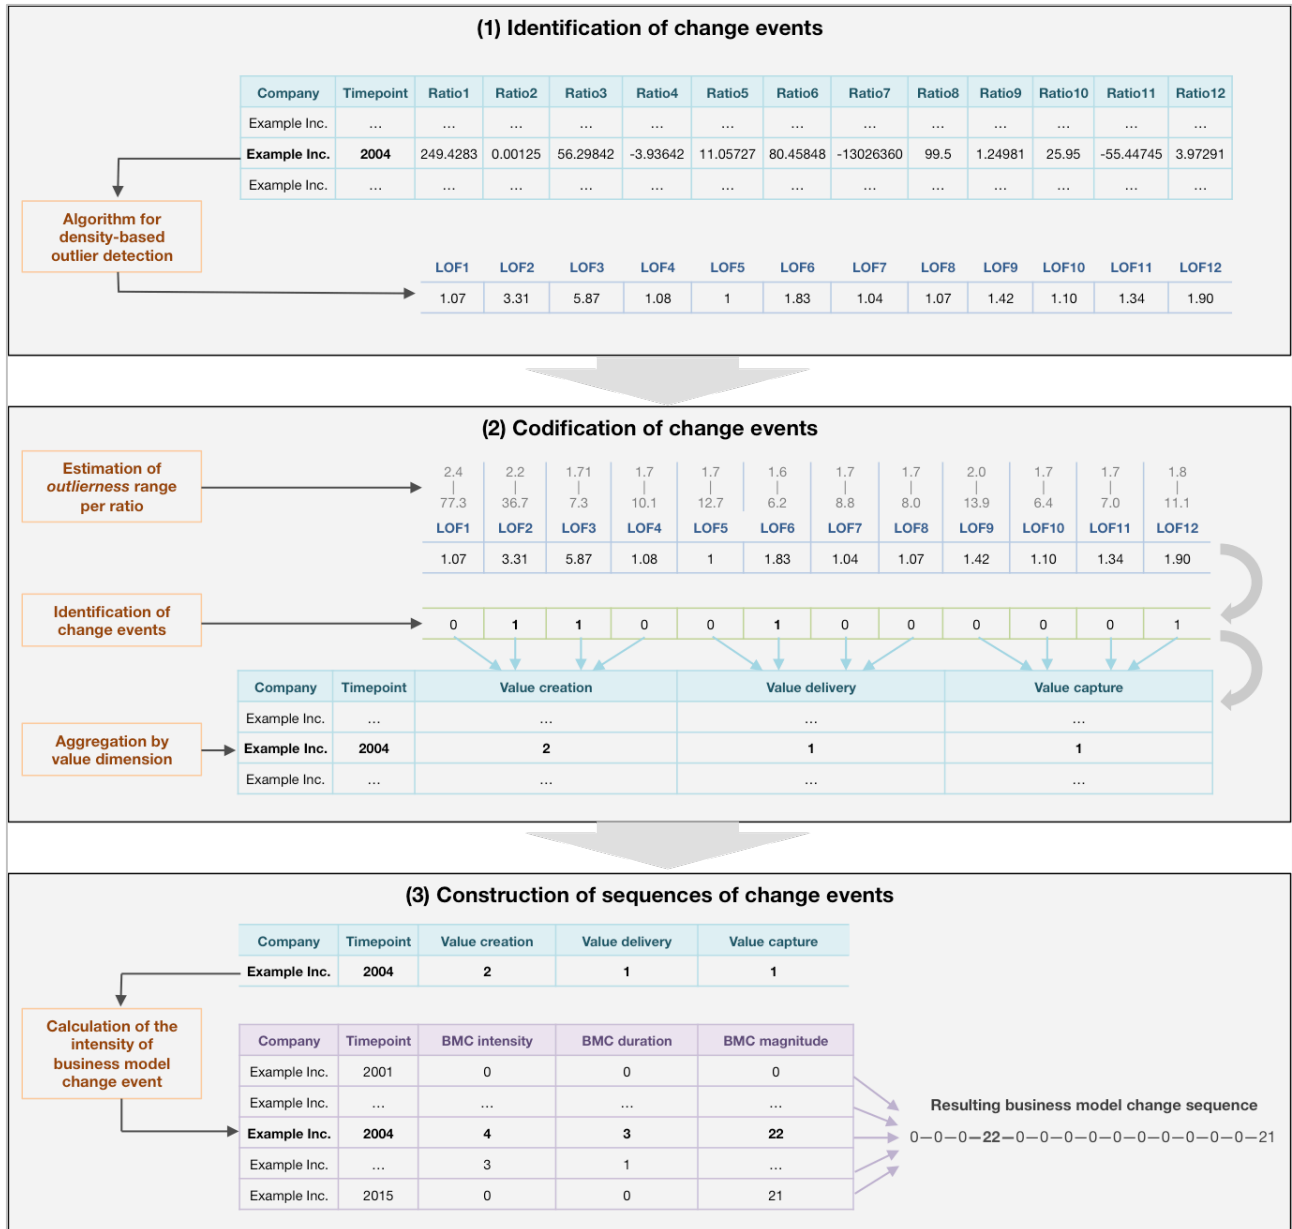 (1) Identification of change events
Company Timepoint Ratio1 Ratio2 Ratio3 Ratio4 Ratio5 Ratio6 Ratio7 Ratio8 Ratio9 Ratio10 Ratio11 Ratio12
Example Inc. ... ... ... ... ... ... ... ... ... ... ... ... ...
Example Inc. 2004 249.4283 0.00125 56.29842 -3.93642 11.05727 80.45848 -13026360 99.5 1.24981 25.95 -55.44745 3.97291
Example Inc. ... ... ... ... ... ... ... ... ... ... ... ... ...
Algorithm for
density-based
outlier detection
LOF1 LOF2 LOF3 LOF4 LOF5 LOF6 LOF7 LOF8 LOF9 LOF10 LOF11 LOF12
1.07 3.31 5.87 1.08 1 1.83 1.04 1.07 1.42 1.10 1.34 1.90
(2) Codification of change events
Estimation of
outlierness range
per ratio
2.4 2.2 1.71 1.7 1.7 1.6 1.7 1.7 2.0 1.7 1.7 1.8
77.3 36.7 7.3 10.1 12.7 6.2 8.8 8.0 13.9 6.4 7.0 11.1
LOF1 LOF2 LOF3 LOF4 LOF5 LOF6 LOF7 LOF8 LOF9 LOF10 LOF11 LOF12
1.07 3.31 5.87 1.08 1 1.83 1.04 1.07 1.42 1.10 1.34 1.90
Identification of
change events
0 1 1 0 0 1 0 0 0 0 0 1
Company Timepoint Value creation Value delivery Value capture
Example Inc. ... ... ... ...
Aggregation by
value dimension
Example Inc. 2004 2 1 1
Example Inc. ... ... ... ...
(3) Construction of sequences of change events
Company Timepoint Value creation Value delivery Value capture
Example Inc. 2004 2 1 1
Calculation of the
intensity of
business model
change event
Company Timepoint BMC intensity BMC duration BMC magnitude
Example Inc. 2001 0 0 0
Example Inc. ... ... ... ...
Example Inc. 2004 4 3 22
Example Inc. ... 3 1 ...
Example Inc. 2015 0 0 21
Resulting business model change sequence
0–0–0–22–0–0–0–0–0–0–0–0–0–0–21